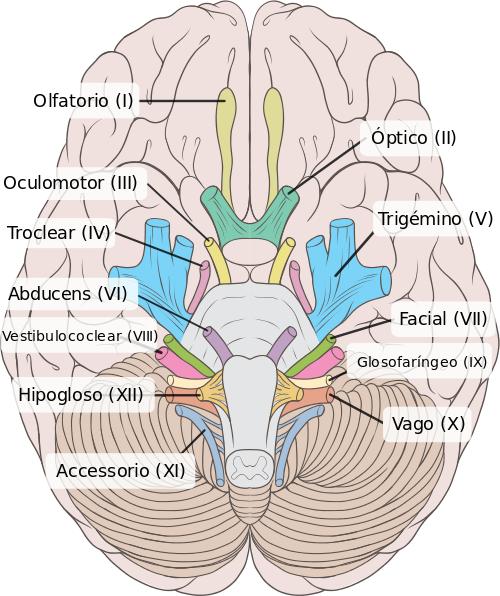 Olfatorio (I)
Óptico (II)
Oculomotor (III)
Trigémino (V)
Troclear (IV)
Abducens (VI)
Facial (VII)
Vestibulococlear (VIII)
Glosofaríngeo (IX)
Hipogloso (XII)
Vago (X)
Accessorio (XI)